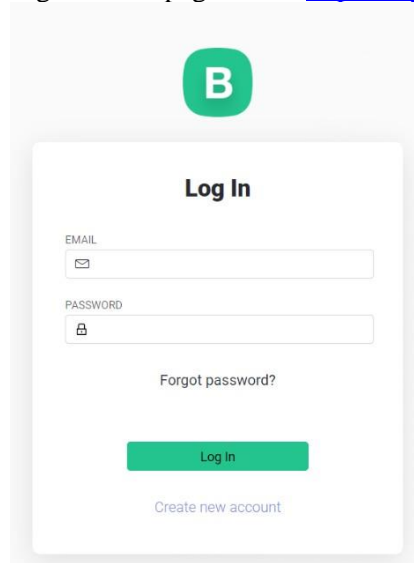 B
Log In
EMAIL
PASSWORD
Forgot password?
Log In
Create new account